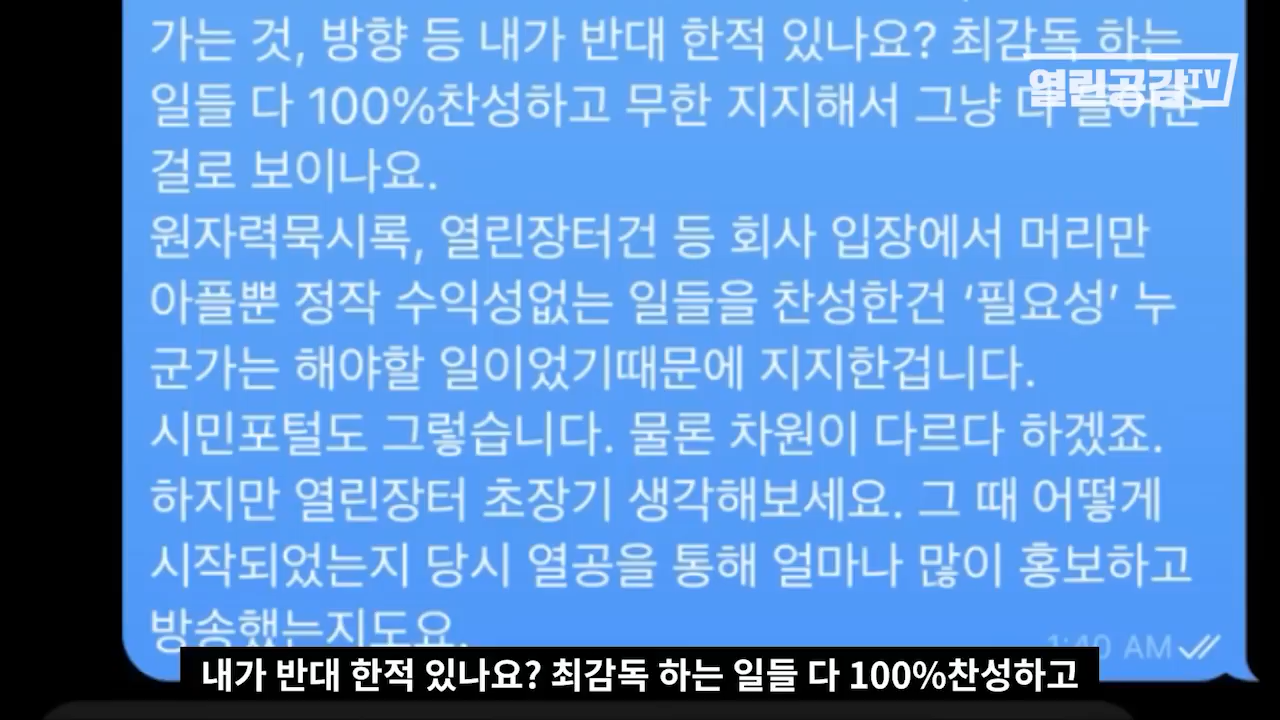 가는 것, 방향 등 내가 반대 한적 있나요? 최감독 하는
열린공감TV
일들 다 100%찬성하고 무한 지지해서 그냥 다
걸로 보이나요.
원자력묵시록, 열린장터건 등 회사 입장에서 머리만
아플뿐 정작 수익성없는 일들을 찬성한건 ‘필요성’ 누
군가는 해야할 일이었기때문에 지지한겁니다.
시민포털도 그렇습니다. 물론 차원이 다르다 하겠죠.
하지만 열린장터 초장기 생각해보세요. 그 때 어떻게
시작되었는지 당시 열공을 통해 얼마나 많이 홍보하고
방송했는지도요.
1:40 AM
내가 반대 한적 있나요? 최감독 하는 일들 다 100%찬성하고